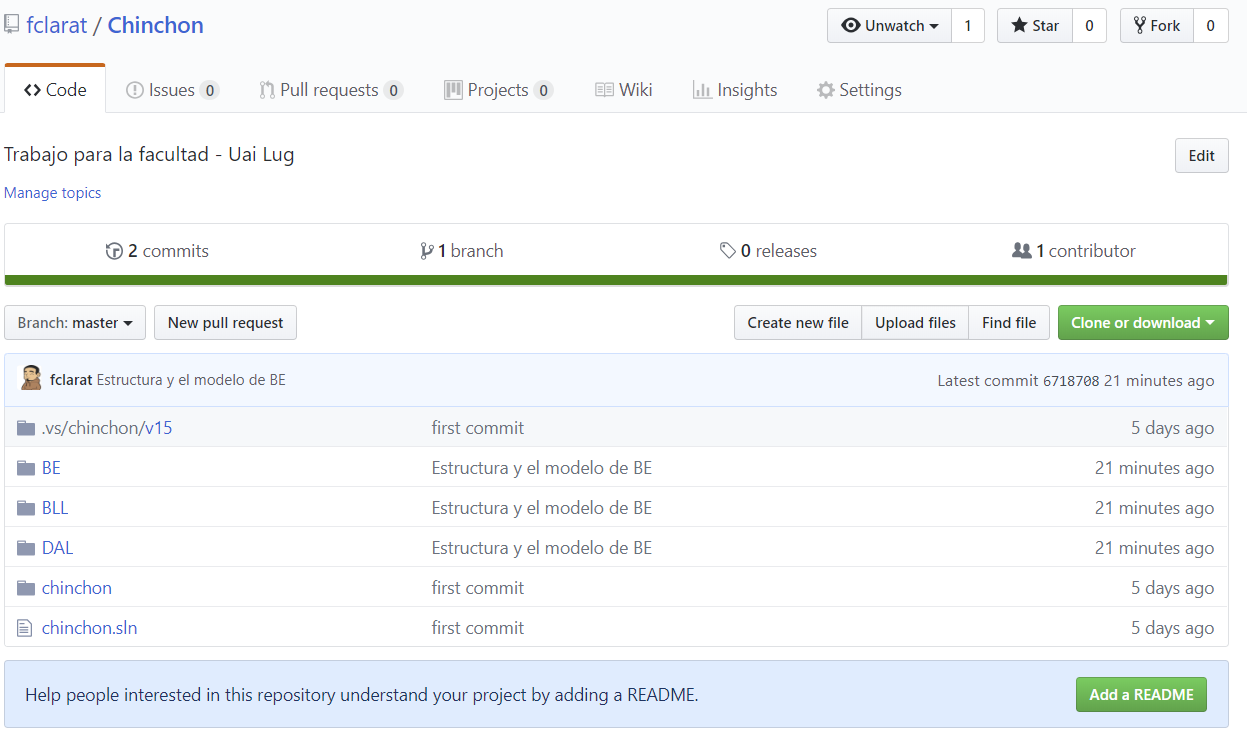 fclarat / Chinchon Unwatch 1 Star 0 Fork 0
Code Issues 0 Pull requests 0 Projects 0 Wiki Insights Settings
Trabajo para la facultad - Uai Lug Edit
Manage topics
2 commits 1 branch 0 releases 1 contributor
Branch: master New pull request Create new file Upload files Find file Clone or download
fclarat Estructura y el modelo de BE Latest commit 6718708 21 minutes ago
.vs/chinchon/v15 first commit 5 days ago
BE Estructura y el modelo de BE 21 minutes ago
BLL Estructura y el modelo de BE 21 minutes ago
DAL Estructura y el modelo de BE 21 minutes ago
chinchon first commit 5 days ago
chinchon.sln first commit 5 days ago
Help people interested in this repository understand your project by adding a README. Add a README